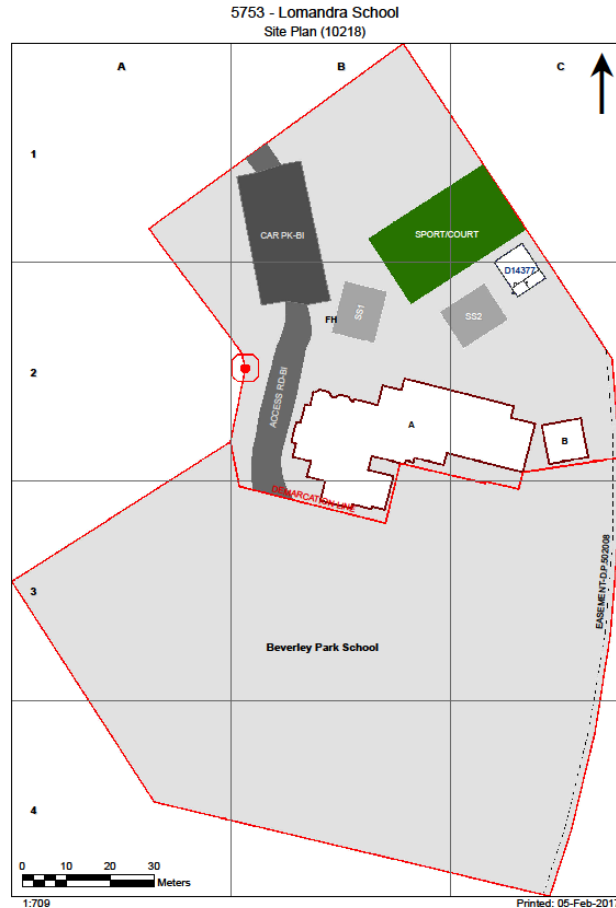 5753 - Lomandra School
Site Plan (10218)
A
B
C
1
CAR PK-BI
SPORT/COURT
D14377
FH
SS1
SS2
2
ACCESS RD-BI
A
B
DEMARCATION LINE
3
EASEMENT-D.P.502008
Beverley Park School
4
0 10 20 30
Meters
1:709
Printed: 05-Feb-201